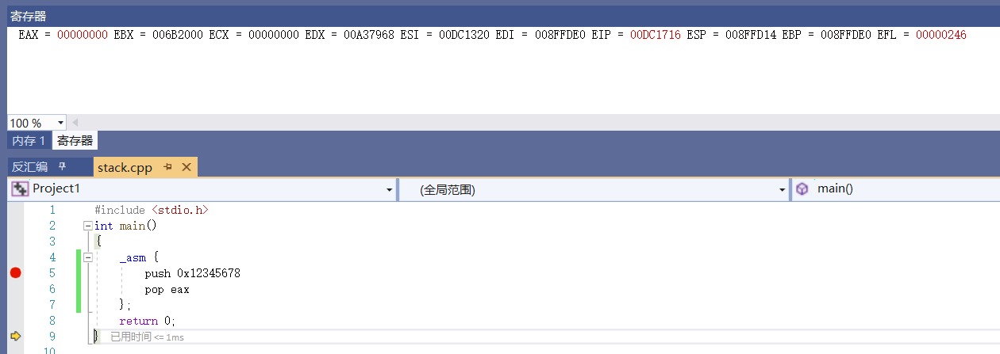 寄存器
EAX = 00000000 EBX = 006B2000 ECX = 00000000 EDX = 00A37968 ESI = 00DC1320 EDI = 008FFDE0 EIP = 00DC1716 ESP = 008FFD14 EBP = 008FFDE0 EFL = 00000246
100 %
内存 1 寄存器
反汇编 stack.cpp
Project1 (全局范围) main()
1 #include <stdio.h>
2 int main()
3 {
4 _asm {
5 push 0x12345678
6 pop eax
7 };
8 return 0;
9 } 已用时间 <= 1ms
10